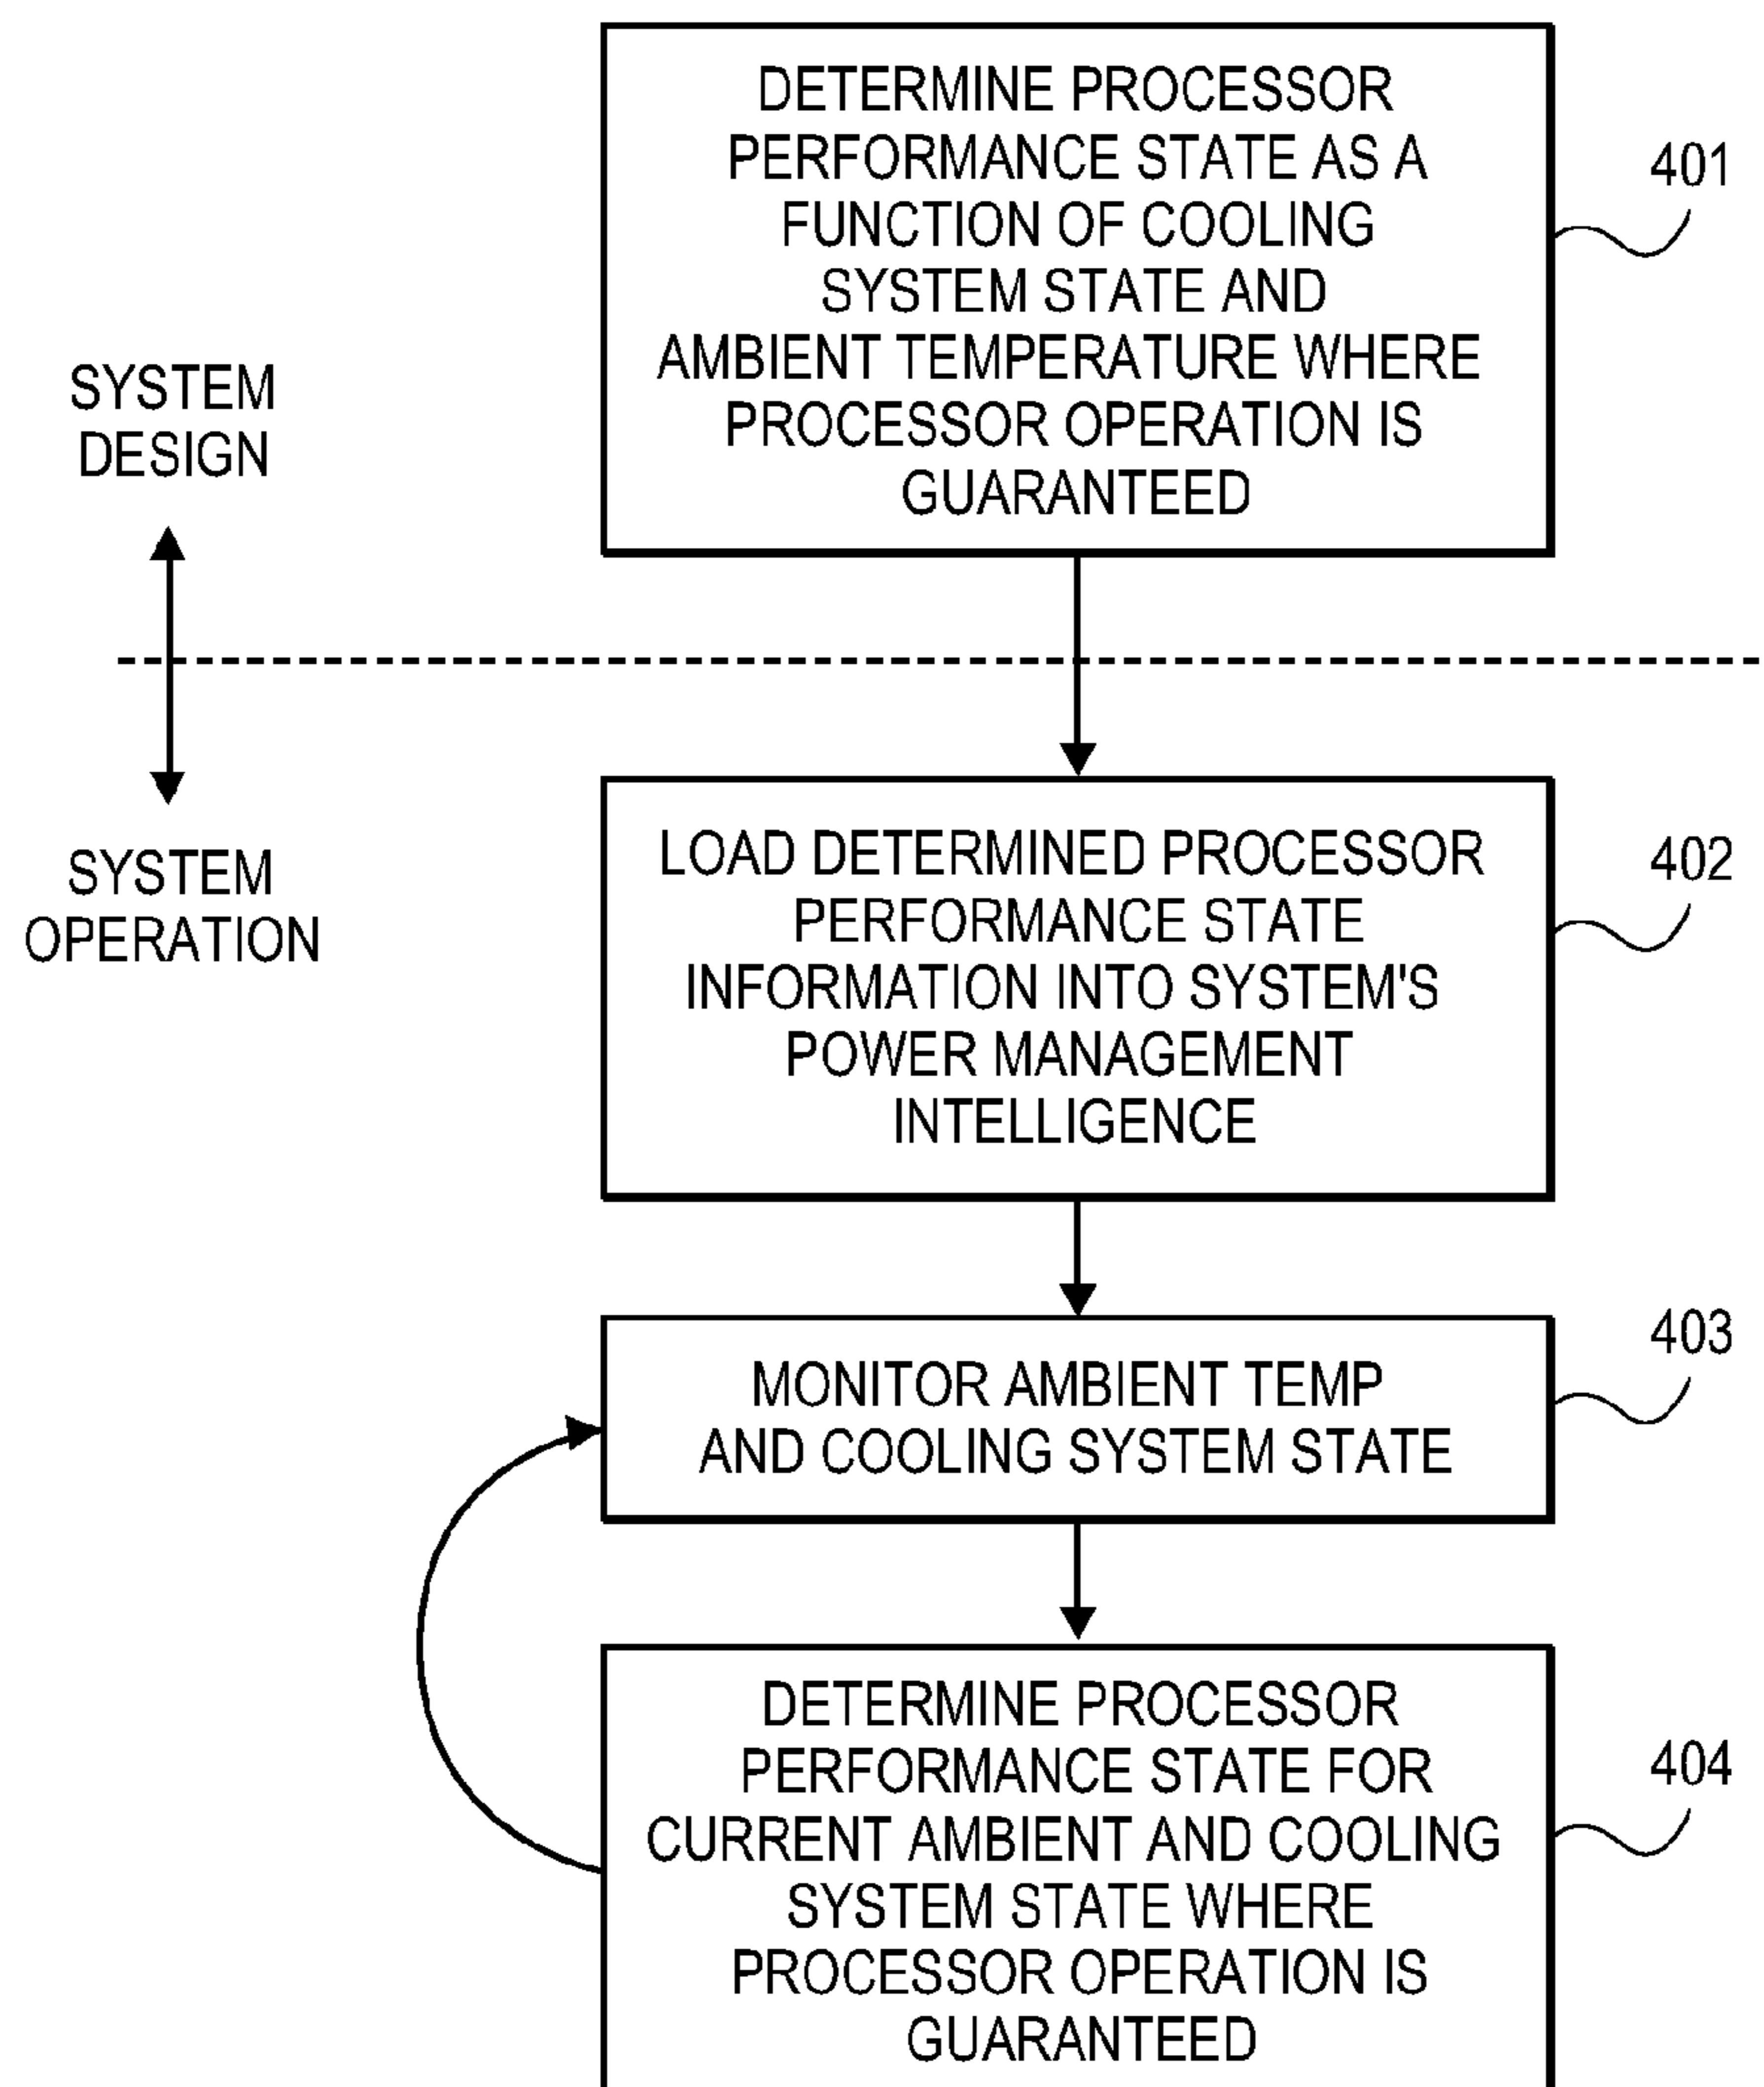 DETERMINE PROCESSOR
PERFORMANCE STATE AS A
FUNCTION OF COOLING
SYSTEM STATE AND
AMBIENT TEMPERATURE WHERE
PROCESSOR OPERATION IS
GUARANTEED
401
SYSTEM
DESIGN
SYSTEM
OPERATION
LOAD DETERMINED PROCESSOR
PERFORMANCE STATE
INFORMATION INTO SYSTEM'S
POWER MANAGEMENT
INTELLIGENCE
402
MONITOR AMBIENT TEMP
AND COOLING SYSTEM STATE
403
DETERMINE PROCESSOR
PERFORMANCE STATE FOR
CURRENT AMBIENT AND COOLING
SYSTEM STATE WHERE
PROCESSOR OPERATION IS
GUARANTEED
404